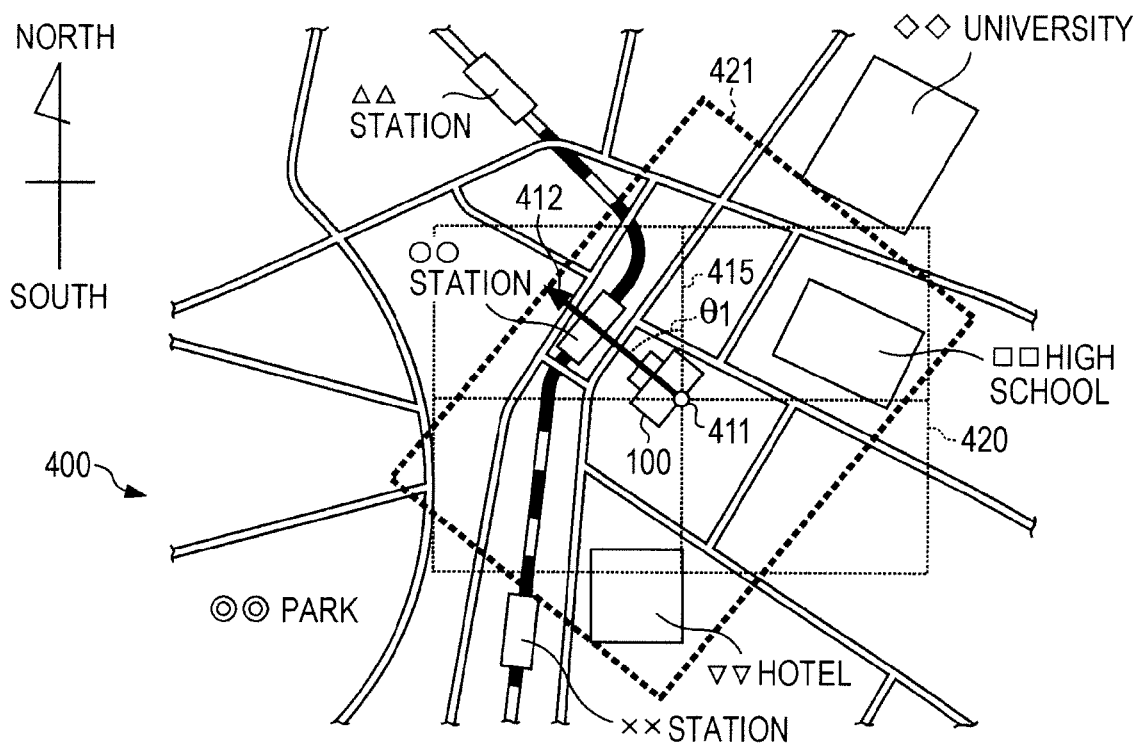 ◇◇ UNIVERSITY
NORTH
421
△△
STATION
412
○○
STATION
415
θ1
SOUTH
□□ HIGH
SCHOOL
420
411
100
400
◎◎ PARK
▽▽ HOTEL
×× STATION